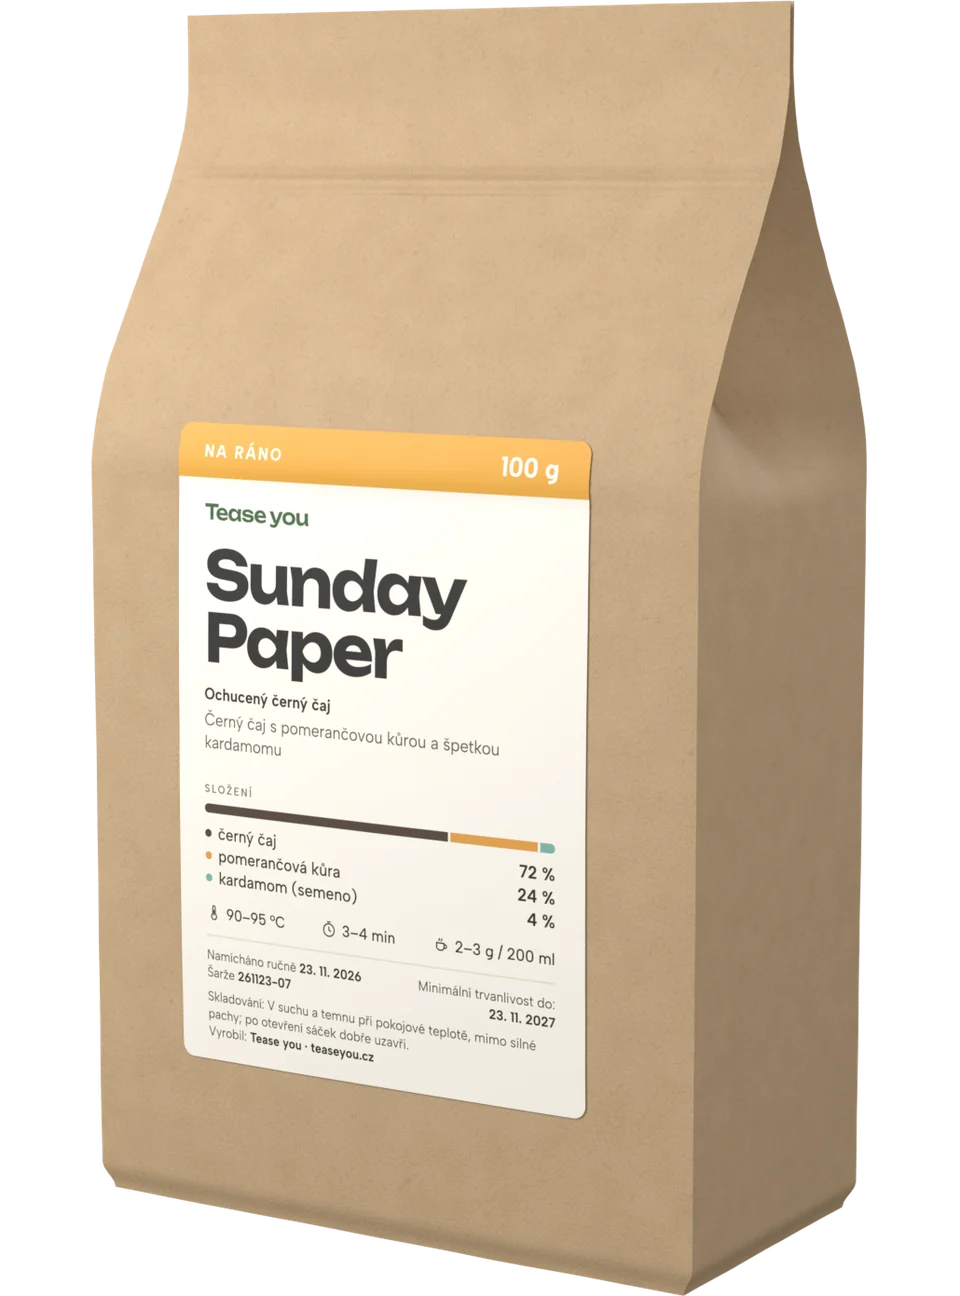 NA RÁNO
100 g
Tease you
Sunday
Paper
Ochucený černý čaj
Černý čaj s pomerančovou kůrou a špetkou
kardamomu
SLOŽENÍ
černý čaj 72 %
pomerančová kůra 24 %
kardamom (semeno) 4 %
90–95 °C 3–4 min 2–3 g / 200 ml
Namícháno ručně 23. 11. 2026
Šarže 261123-07
Minimální trvanlivost do:
23. 11. 2027
Skladování: V suchu a temnu při pokojové teplotě, mimo silné
pachy; po otevření sáček dobře uzavři.
Vyrobil: Tease you · teaseyou.cz